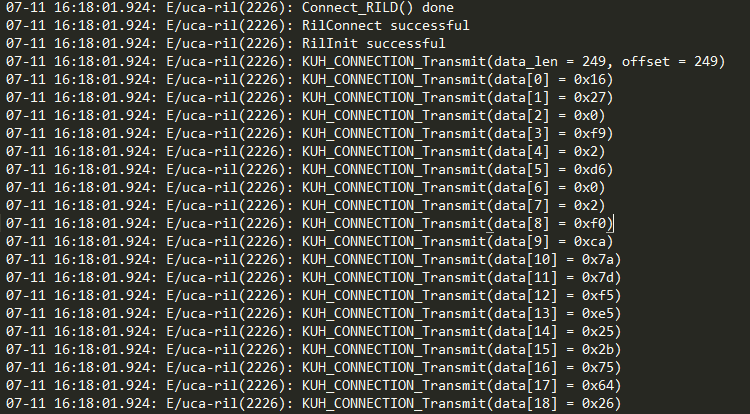 07-11 16:18:01.924: E/uca-ril(2226): Connect_RILD() done
07-11 16:18:01.924: E/uca-ril(2226): RilConnect successful
07-11 16:18:01.924: E/uca-ril(2226): RilInit successful
07-11 16:18:01.924: E/uca-ril(2226): KUH_CONNECTION_Transmit(data_len = 249, offset = 249)
07-11 16:18:01.924: E/uca-ril(2226): KUH_CONNECTION_Transmit(data[0] = 0x16)
07-11 16:18:01.924: E/uca-ril(2226): KUH_CONNECTION_Transmit(data[1] = 0x27)
07-11 16:18:01.924: E/uca-ril(2226): KUH_CONNECTION_Transmit(data[2] = 0x0)
07-11 16:18:01.924: E/uca-ril(2226): KUH_CONNECTION_Transmit(data[3] = 0xf9)
07-11 16:18:01.924: E/uca-ril(2226): KUH_CONNECTION_Transmit(data[4] = 0x2)
07-11 16:18:01.924: E/uca-ril(2226): KUH_CONNECTION_Transmit(data[5] = 0xd6)
07-11 16:18:01.924: E/uca-ril(2226): KUH_CONNECTION_Transmit(data[6] = 0x0)
07-11 16:18:01.924: E/uca-ril(2226): KUH_CONNECTION_Transmit(data[7] = 0x2)
07-11 16:18:01.924: E/uca-ril(2226): KUH_CONNECTION_Transmit(data[8] = 0xf0)
07-11 16:18:01.924: E/uca-ril(2226): KUH_CONNECTION_Transmit(data[9] = 0xca)
07-11 16:18:01.924: E/uca-ril(2226): KUH_CONNECTION_Transmit(data[10] = 0x7a)
07-11 16:18:01.924: E/uca-ril(2226): KUH_CONNECTION_Transmit(data[11] = 0x7d)
07-11 16:18:01.924: E/uca-ril(2226): KUH_CONNECTION_Transmit(data[12] = 0xf5)
07-11 16:18:01.924: E/uca-ril(2226): KUH_CONNECTION_Transmit(data[13] = 0xe5)
07-11 16:18:01.924: E/uca-ril(2226): KUH_CONNECTION_Transmit(data[14] = 0x25)
07-11 16:18:01.924: E/uca-ril(2226): KUH_CONNECTION_Transmit(data[15] = 0x2b)
07-11 16:18:01.924: E/uca-ril(2226): KUH_CONNECTION_Transmit(data[16] = 0x75)
07-11 16:18:01.924: E/uca-ril(2226): KUH_CONNECTION_Transmit(data[17] = 0x64)
07-11 16:18:01.924: E/uca-ril(2226): KUH_CONNECTION_Transmit(data[18] = 0x26)